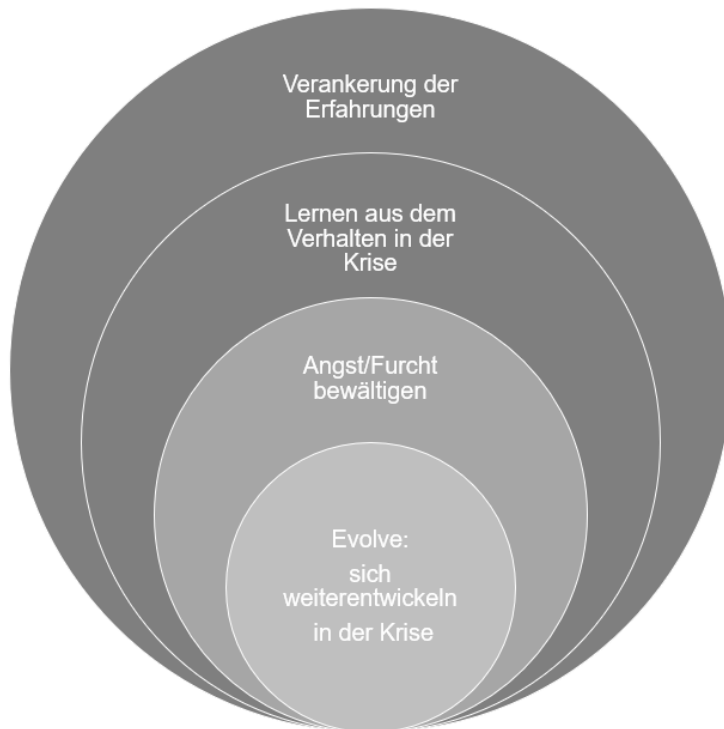 Verankerung der
Erfahrungen
Lernen aus dem
Verhalten in der
Krise
Angst/Furcht
bewältigen
Evolve:
sich
weiterentwickeln
in der Krise